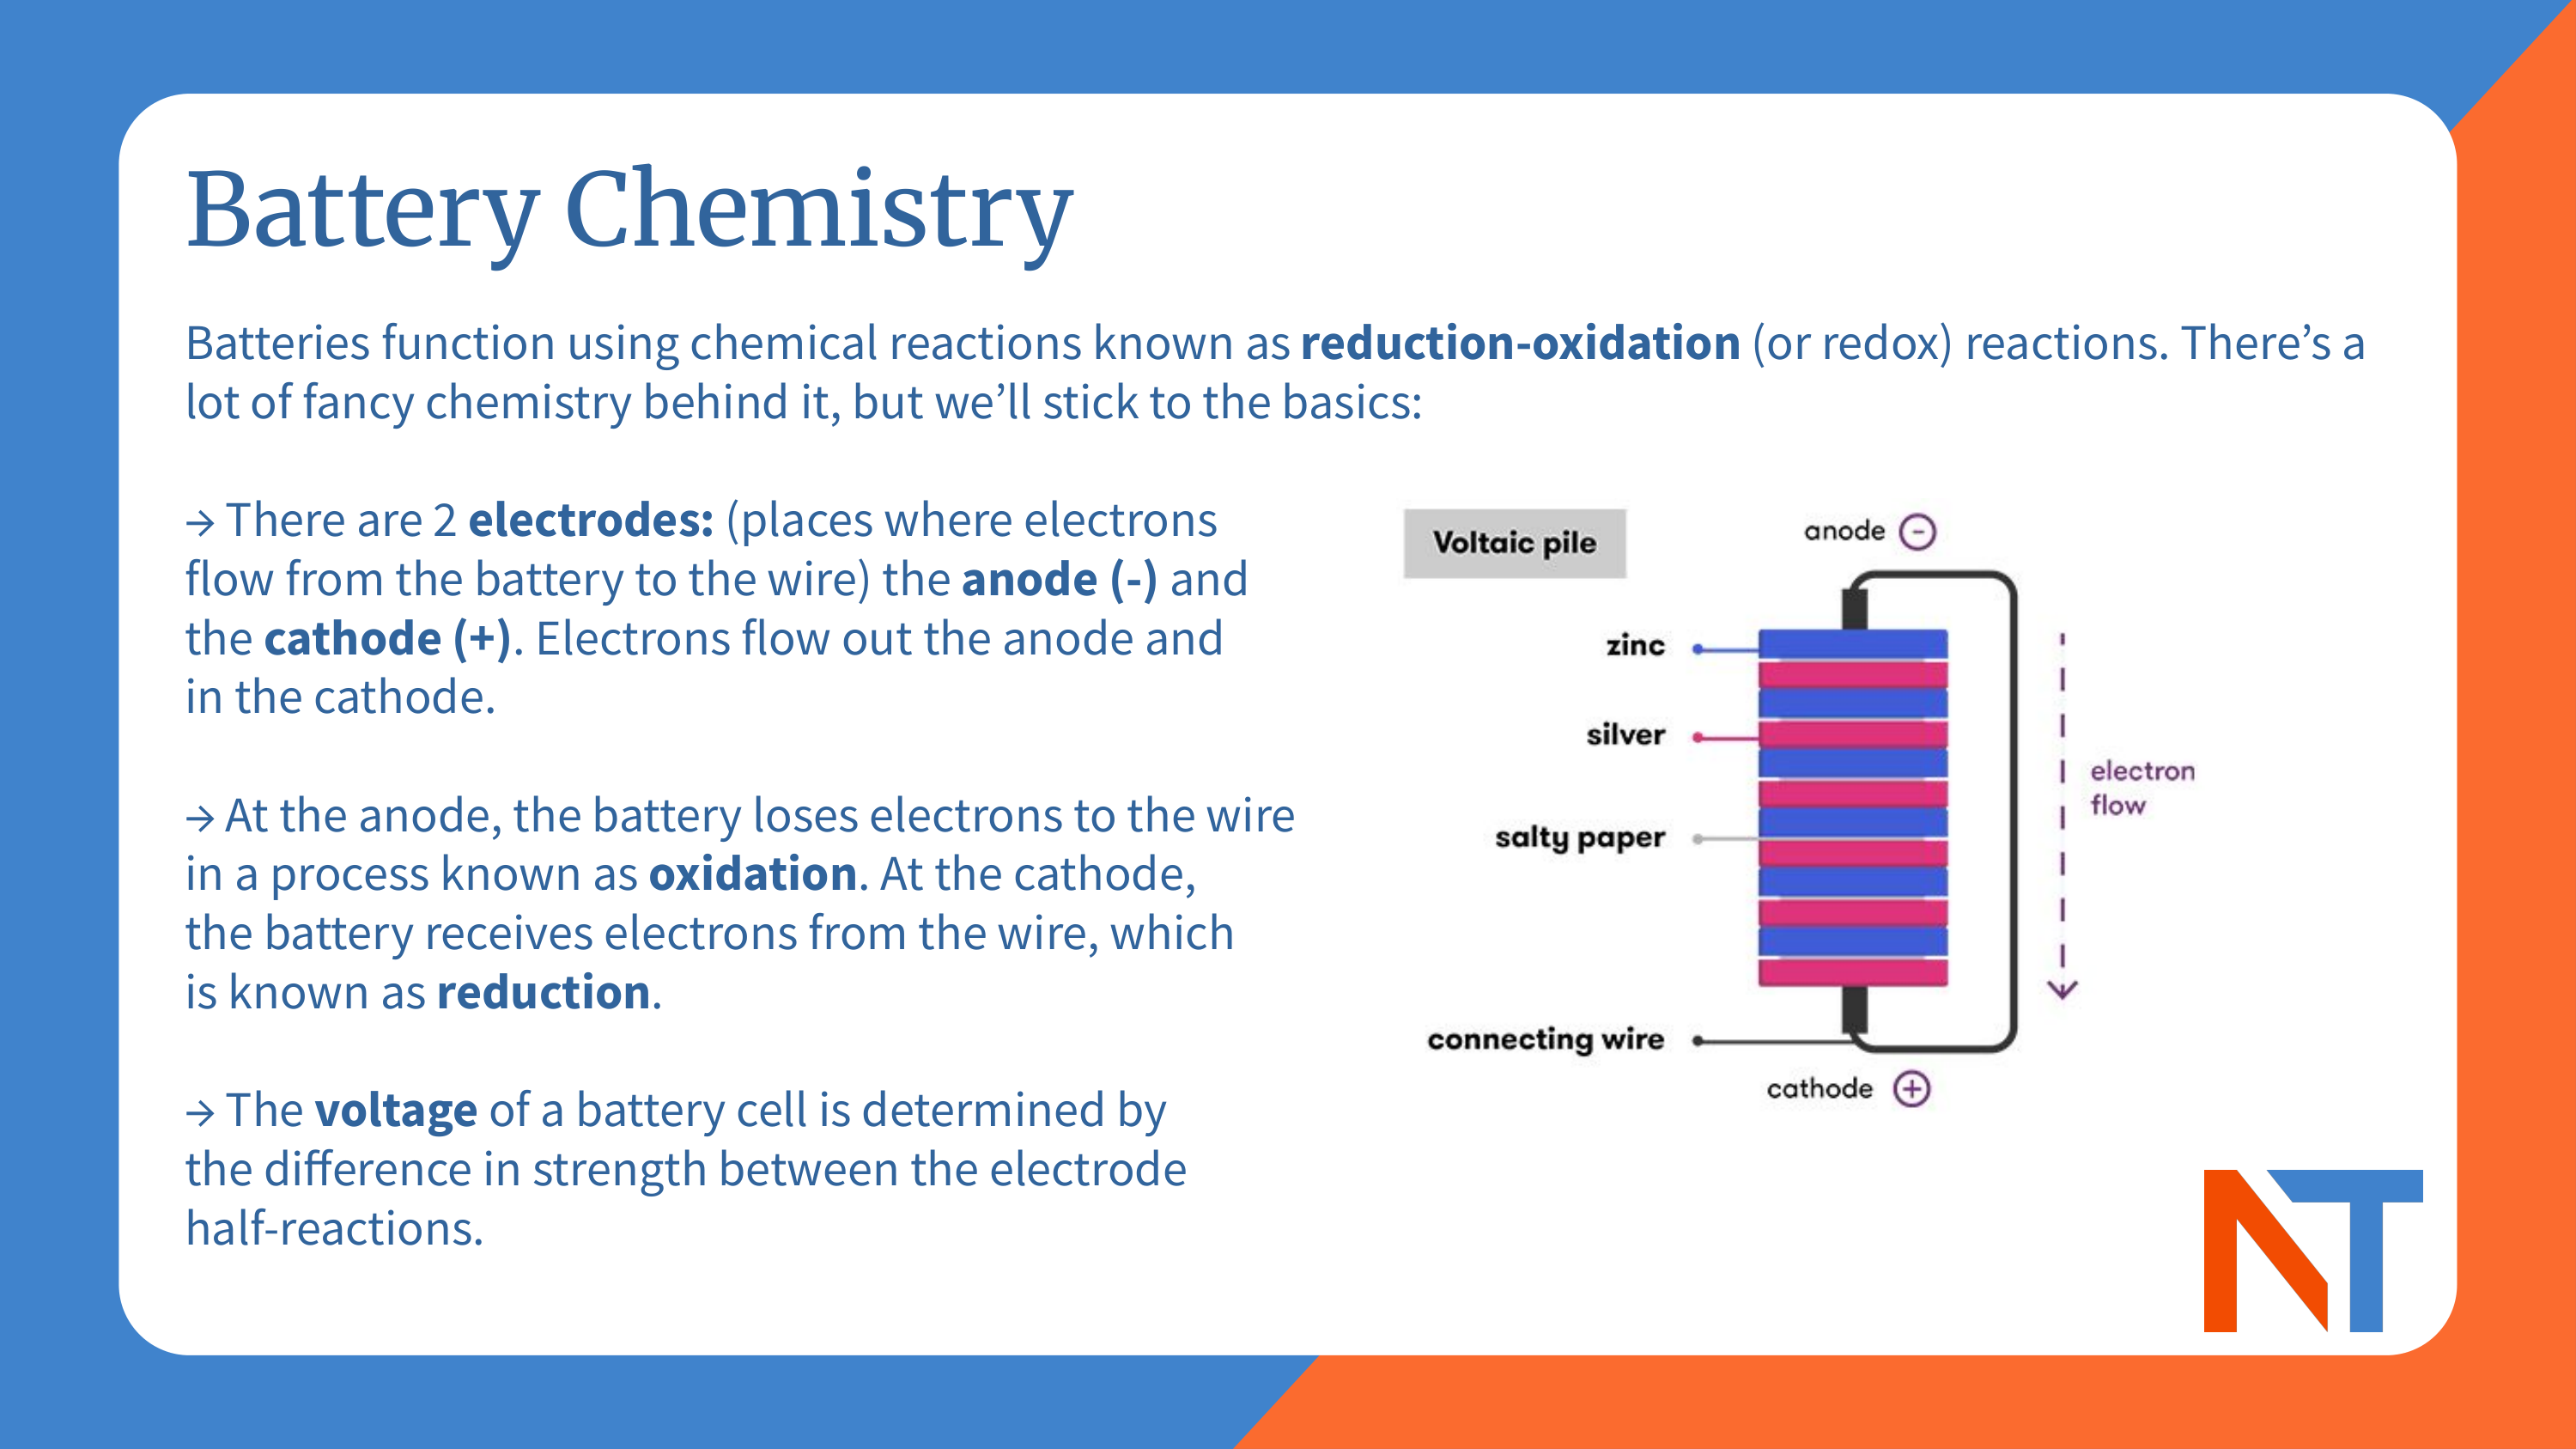 Battery Chemistry
Batteries function using chemical reactions known as reduction-oxidation (or redox) reactions. There’s a
lot of fancy chemistry behind it, but we’ll stick to the basics:
→ There are 2 electrodes: (places where electrons
flow from the battery to the wire) the anode (-) and
the cathode (+). Electrons flow out the anode and
in the cathode.
→ At the anode, the battery loses electrons to the wire
in a process known as oxidation. At the cathode,
the battery receives electrons from the wire, which
is known as reduction.
→ The voltage of a battery cell is determined by
the difference in strength between the electrode
half-reactions.
Voltaic pile
anode -
zinc
silver
salty paper
connecting wire
cathode +
electron
flow
NT